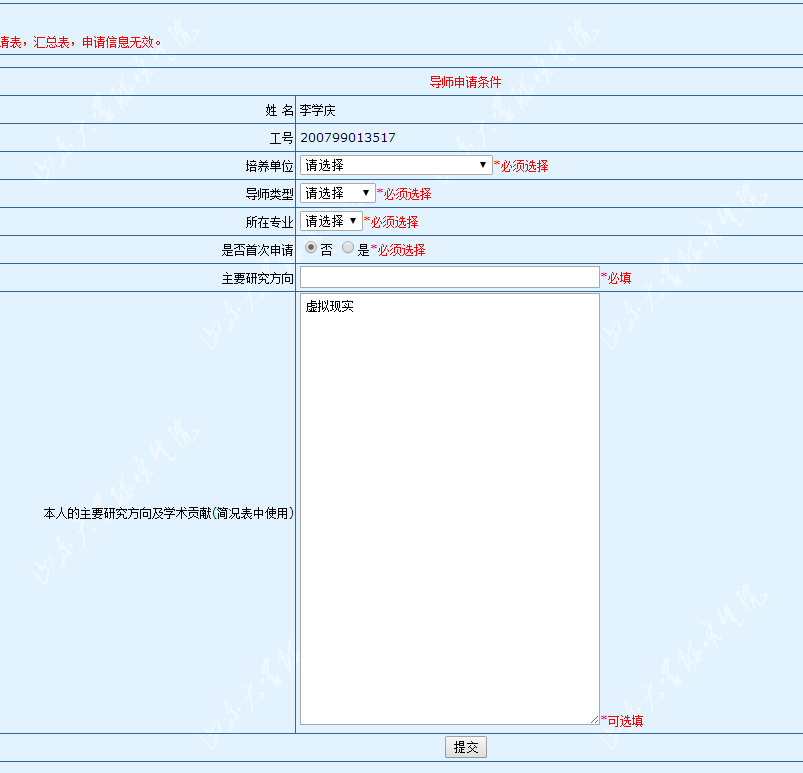 请表，汇总表，申请信息无效。
导师申请条件
姓 名 李学庆
工号 200799013517
培养单位 请选择 *必须选择
导师类型 请选择 *必须选择
所在专业 请选择 *必须选择
是否首次申请 否 是*必须选择
主要研究方向 *必填
虚拟现实
本人的主要研究方向及学术贡献(简况表中使用)
*可选填
提交